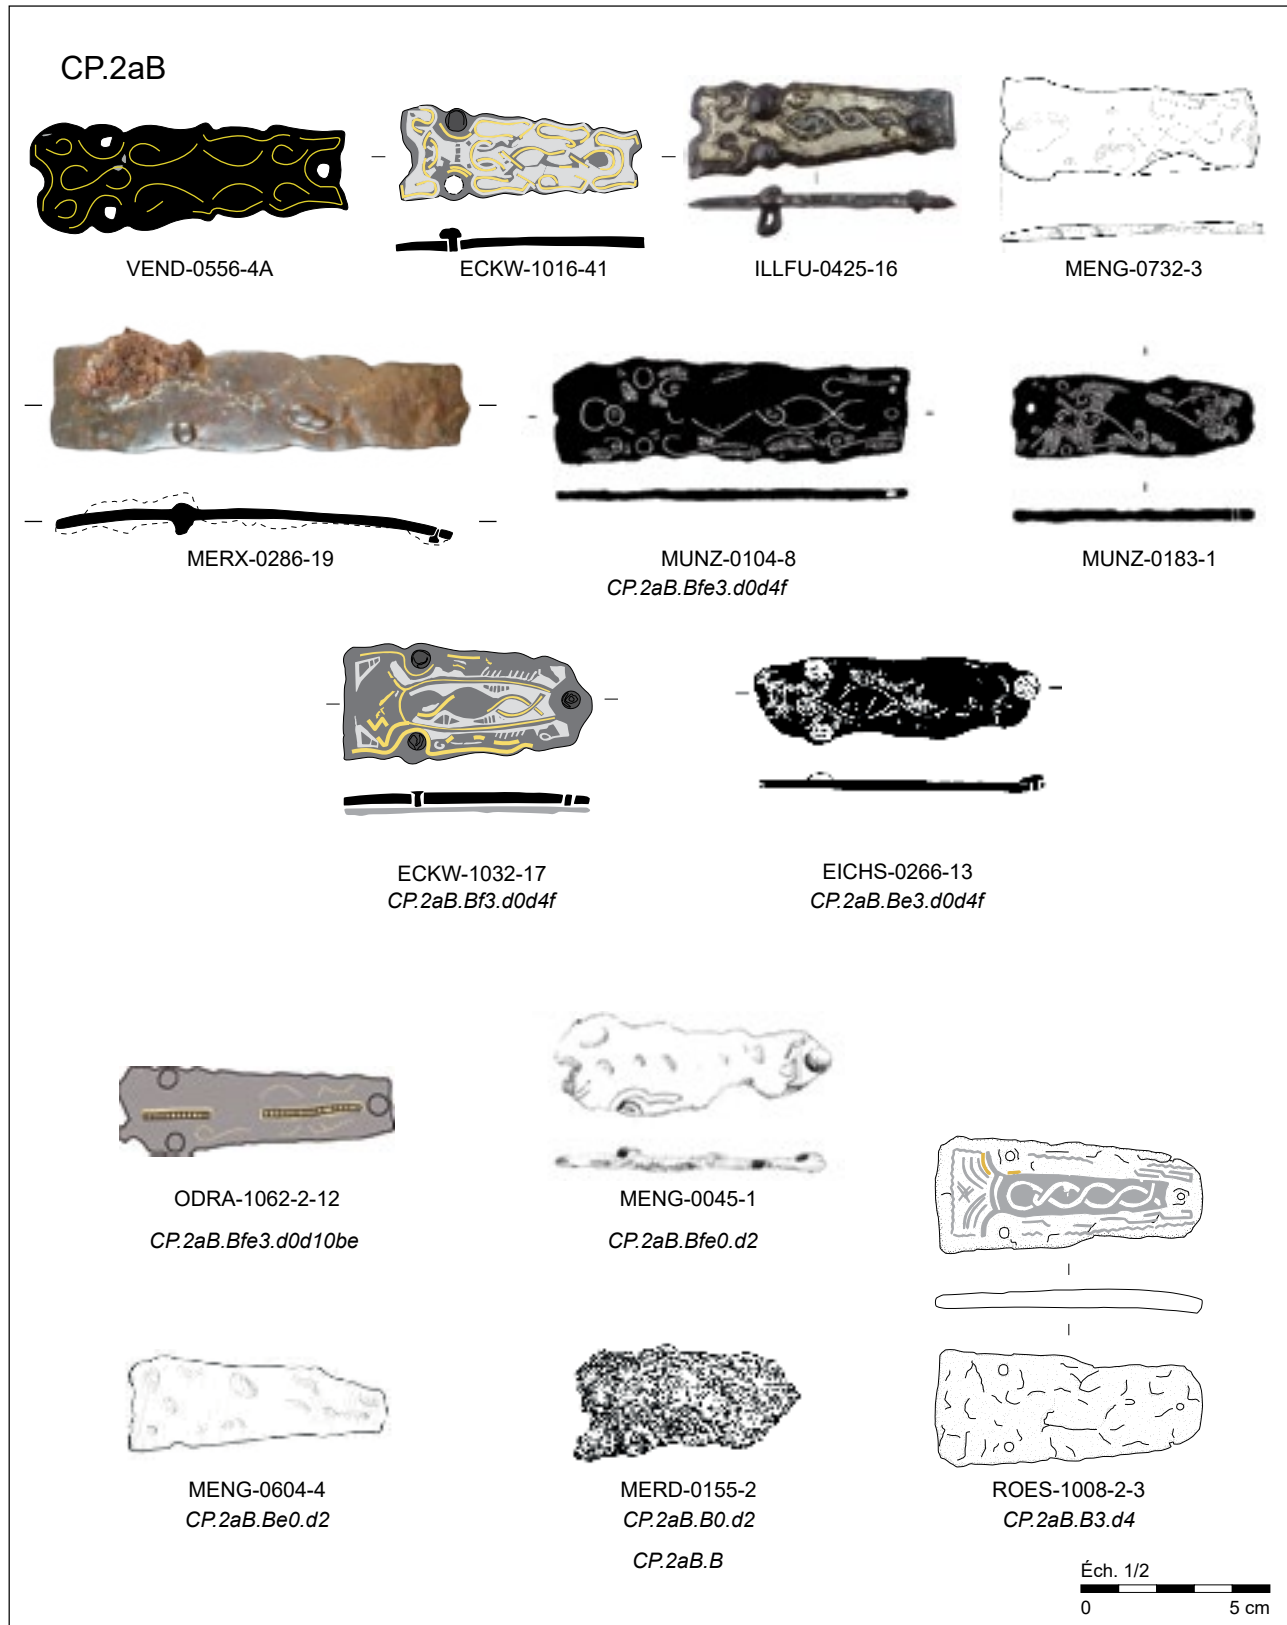 CP.2aB
VEND-0556-4A
ECKW-1016-41
ILLFU-0425-16
MENG-0732-3
MERX-0286-19
MUNZ-0104-8
CP.2aB.Bfe3.d0d4f
MUNZ-0183-1
ECKW-1032-17
CP.2aB.Bf3.d0d4f
EICHS-0266-13
CP.2aB.Be3.d0d4f
ODRA-1062-2-12
CP.2aB.Bfe3.d0d10be
MENG-0045-1
CP.2aB.Bfe0.d2
MENG-0604-4
CP.2aB.Be0.d2
MERD-0155-2
CP.2aB.B0.d2
CP.2aB.B
ROES-1008-2-3
CP.2aB.B3.d4
Éch. 1/2
0 5 cm